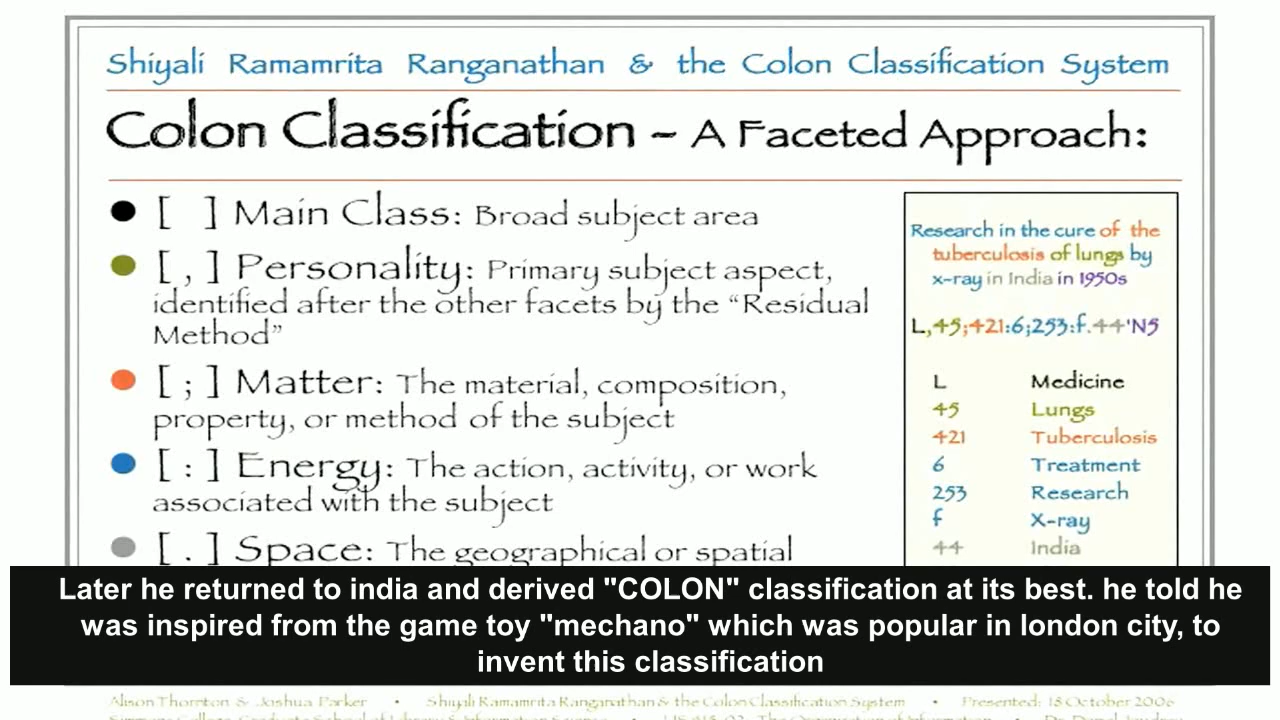 Shiyali Ramamrita Ranganathan & the Colon Classification System
Colon Classification ~ A Faceted Approach:
[ ] Main Class: Broad subject area
[ , ] Personality: Primary subject aspect,
identified after the other facets by the “Residual
Method”
[ ; ] Matter: The material, composition,
property, or method of the subject
[ : ] Energy: The action, activity, or work
associated with the subject
[ . ] Space: The geographical or spatial
Research in the cure of the
tuberculosis of lungs by
x-ray in India in 1950s
L,45;421:6;253:f.44'N5
L Medicine
45 Lungs
421 Tuberculosis
6 Treatment
253 Research
f X-ray
44 India
Later he returned to india and derived "COLON" classification at its best. he told he
was inspired from the game toy "mechano" which was popular in london city, to
invent this classification
Alison Thornton & Joshua Parker • Shiyali Ramamrita Ranganathan & the Colon Classification System • Presented: 18 October 2006